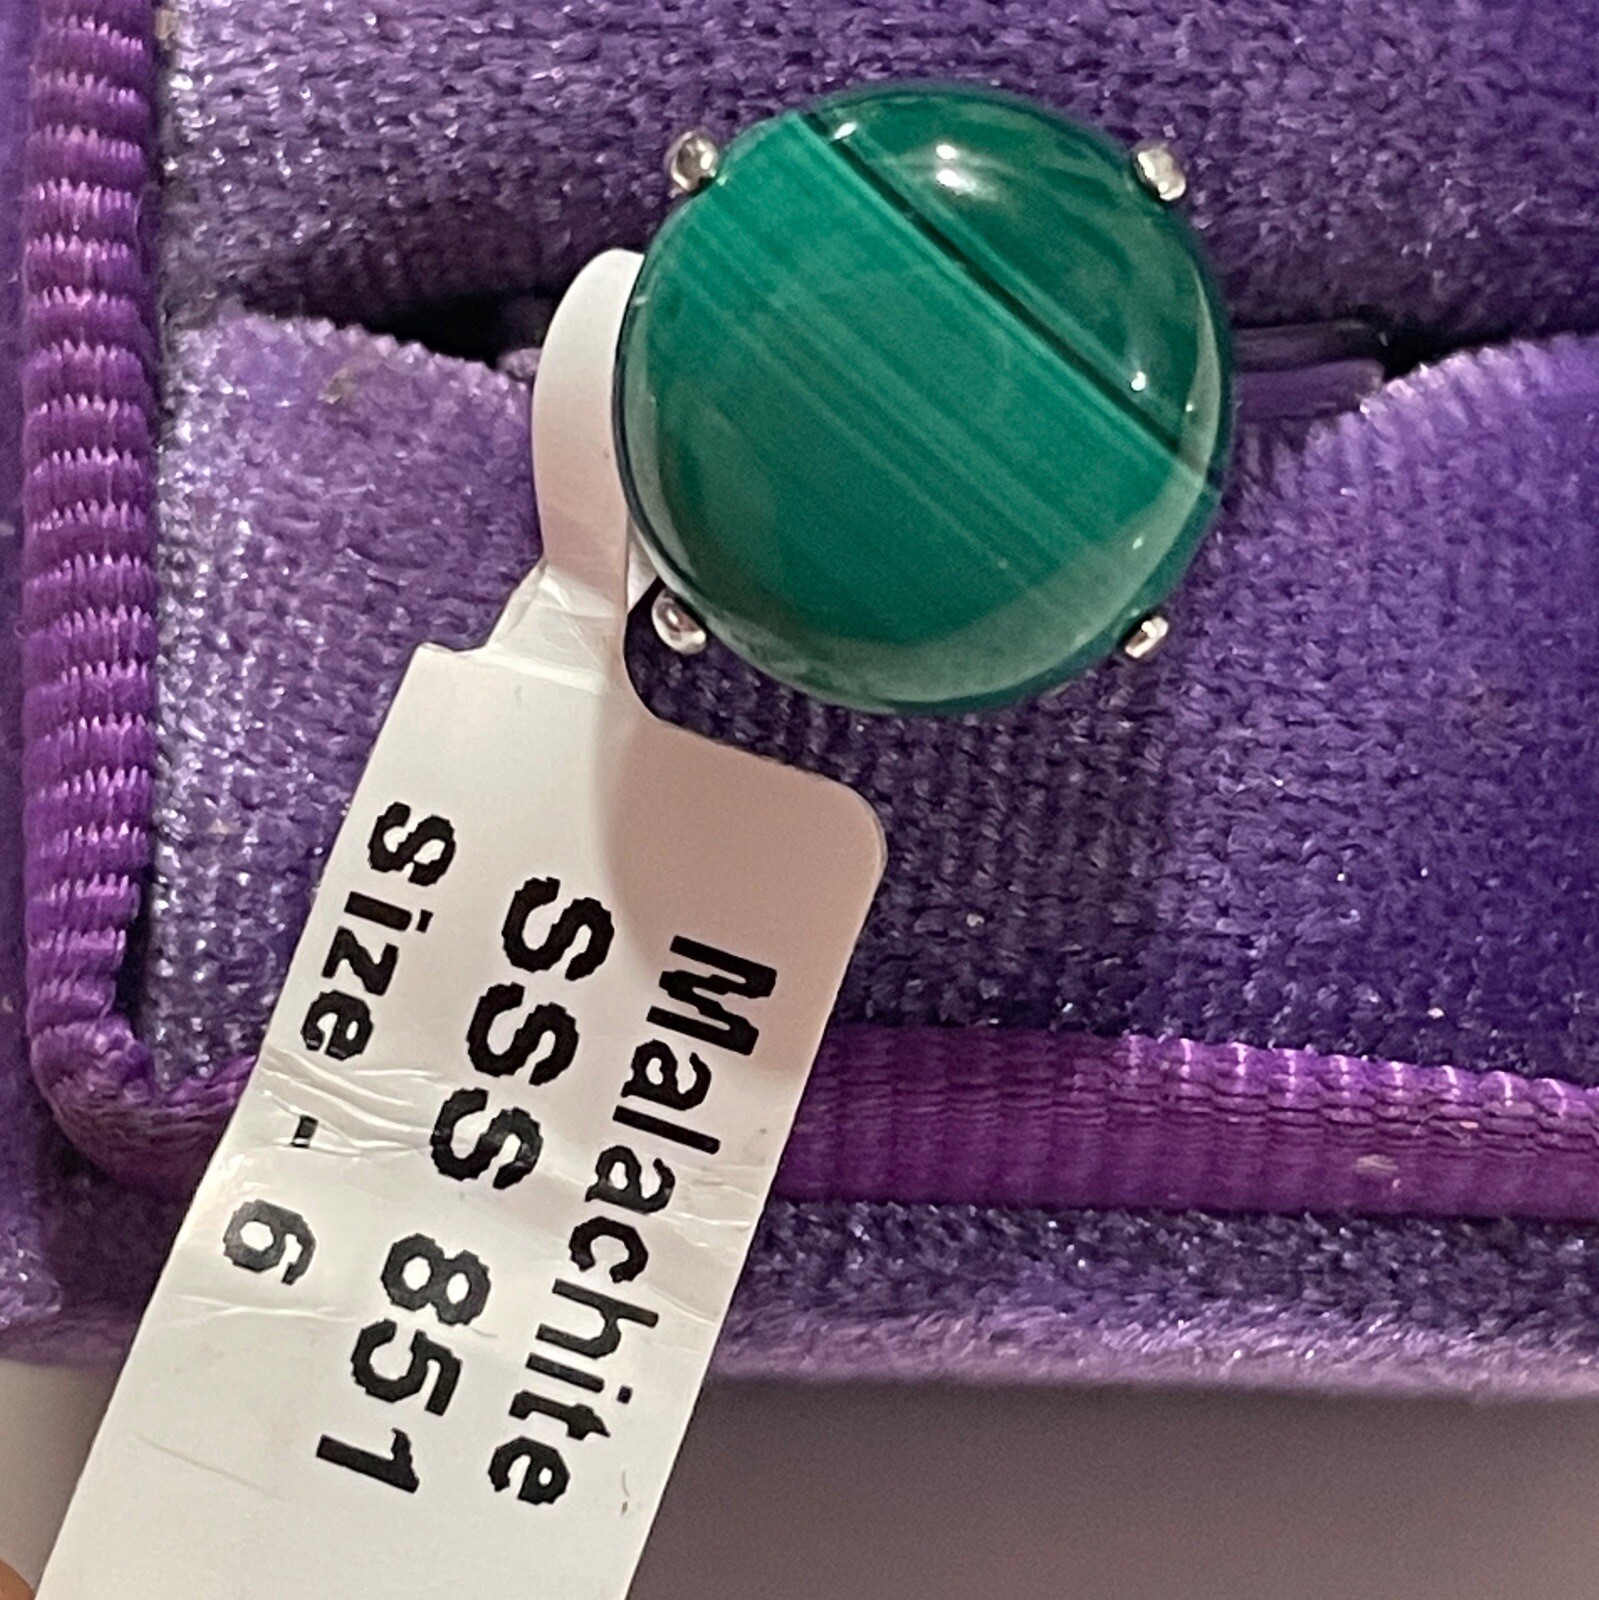 Malachite
SSS 851
Size - 6